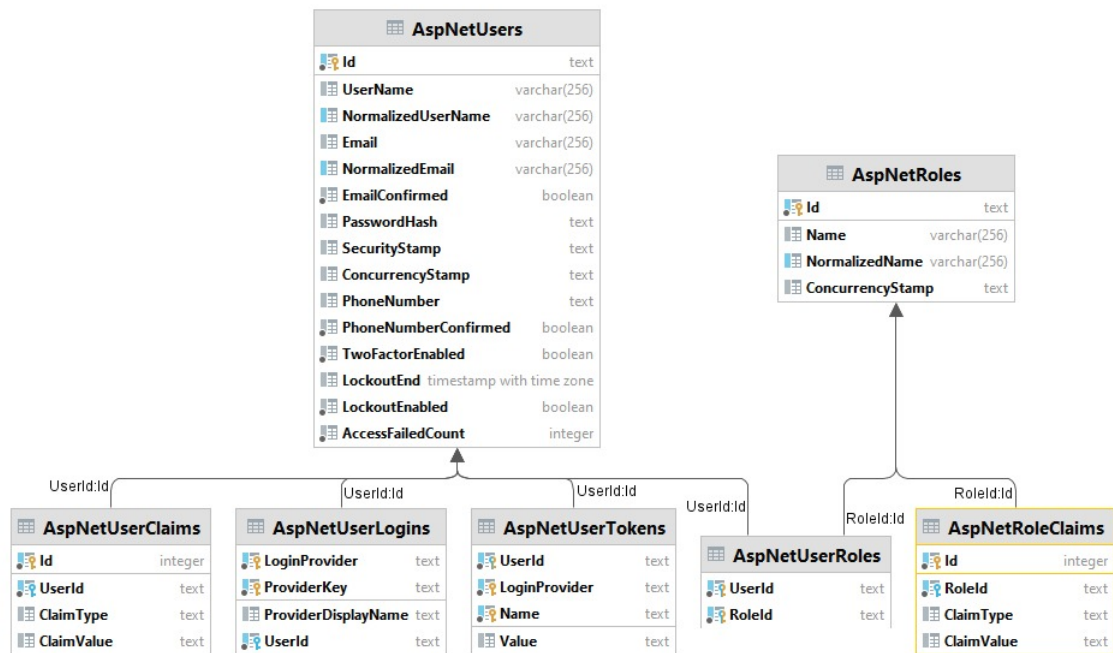 AspNetUsers
Id text
UserName varchar(256)
NormalizedUserName varchar(256)
Email varchar(256)
NormalizedEmail varchar(256)
EmailConfirmed boolean
PasswordHash text
SecurityStamp text
ConcurrencyStamp text
PhoneNumber text
PhoneNumberConfirmed boolean
TwoFactorEnabled boolean
LockoutEnd timestamp with time zone
LockoutEnabled boolean
AccessFailedCount integer
AspNetRoles
Id text
Name varchar(256)
NormalizedName varchar(256)
ConcurrencyStamp text
UserId:Id
UserId:Id
UserId:Id
UserId:Id
RoleId:Id
RoleId:Id
AspNetUserClaims
Id integer
UserId text
ClaimType text
ClaimValue text
AspNetUserLogins
LoginProvider text
ProviderKey text
ProviderDisplayName text
UserId text
AspNetUserTokens
UserId text
LoginProvider text
Name text
Value text
AspNetUserRoles
UserId text
RoleId text
AspNetRoleClaims
Id integer
RoleId text
ClaimType text
ClaimValue text